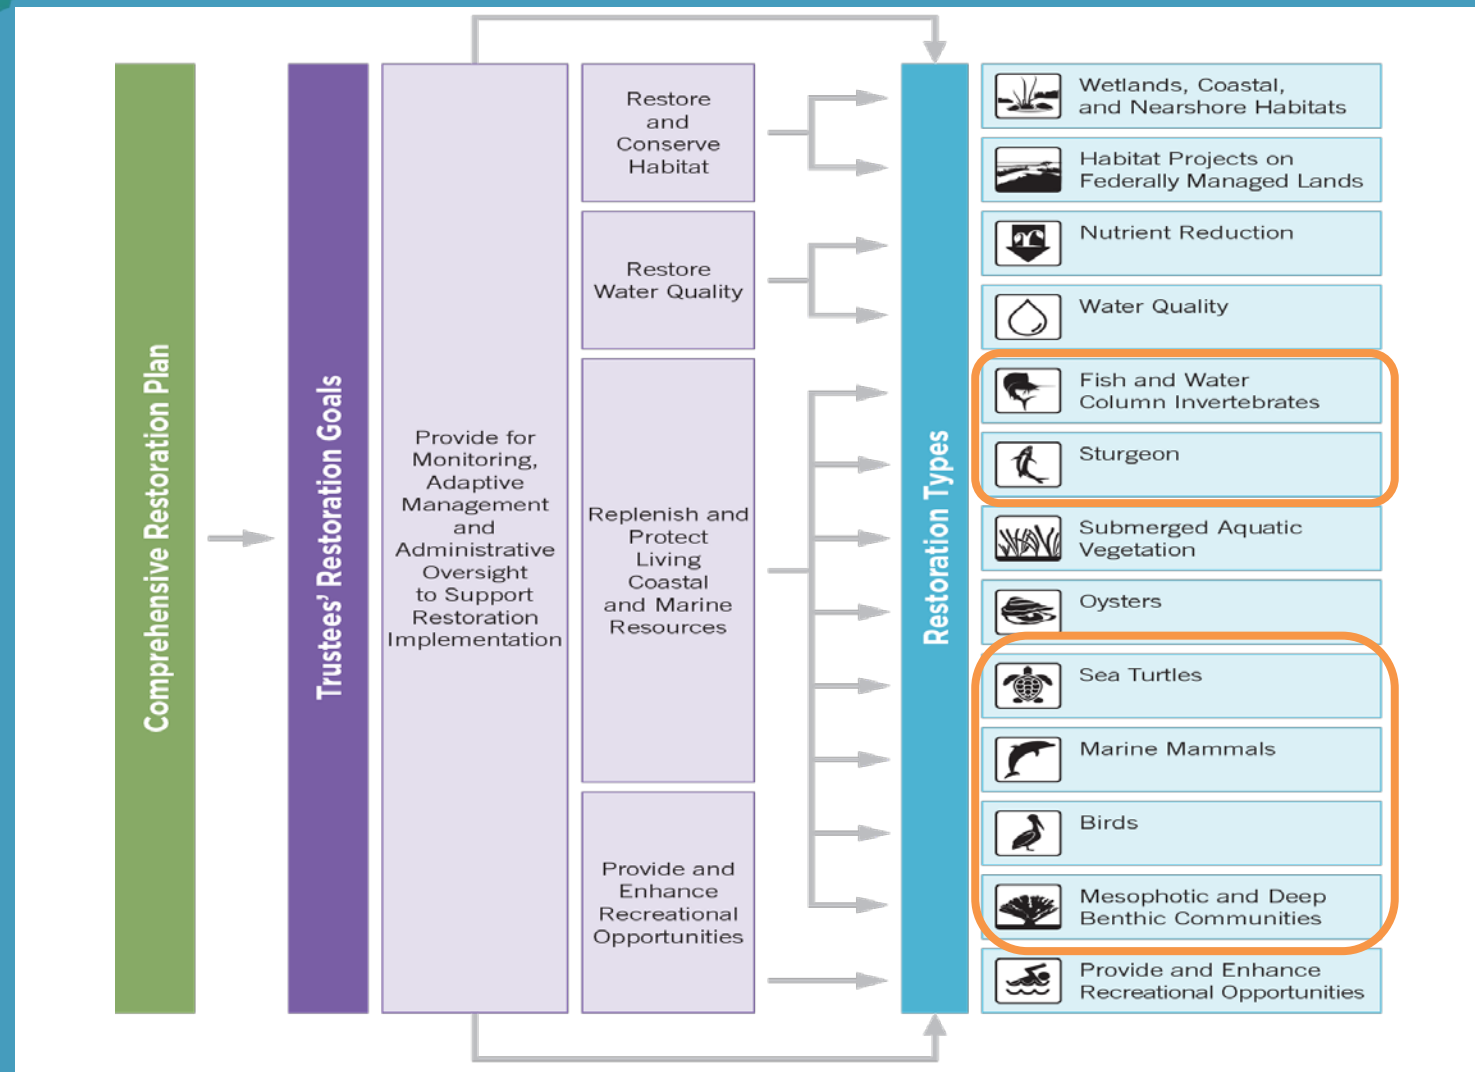 Comprehensive Restoration Plan
Trustees’ Restoration Goals
Provide for
Monitoring,
Adaptive
Management
and
Administrative
Oversight
to Support
Restoration
Implementation
Restore
and
Conserve
Habitat
Restore
Water Quality
Replenish and
Protect
Living
Coastal
and Marine
Resources
Provide and
Enhance
Recreational
Opportunities
Restoration Types
Wetlands, Coastal,
and Nearshore Habitats
Habitat Projects on
Federally Managed Lands
Nutrient Reduction
Water Quality
Fish and Water
Column Invertebrates
Sturgeon
Submerged Aquatic
Vegetation
Oysters
Sea Turtles
Marine Mammals
Birds
Mesophotic and Deep
Benthic Communities
Provide and Enhance
Recreational Opportunities